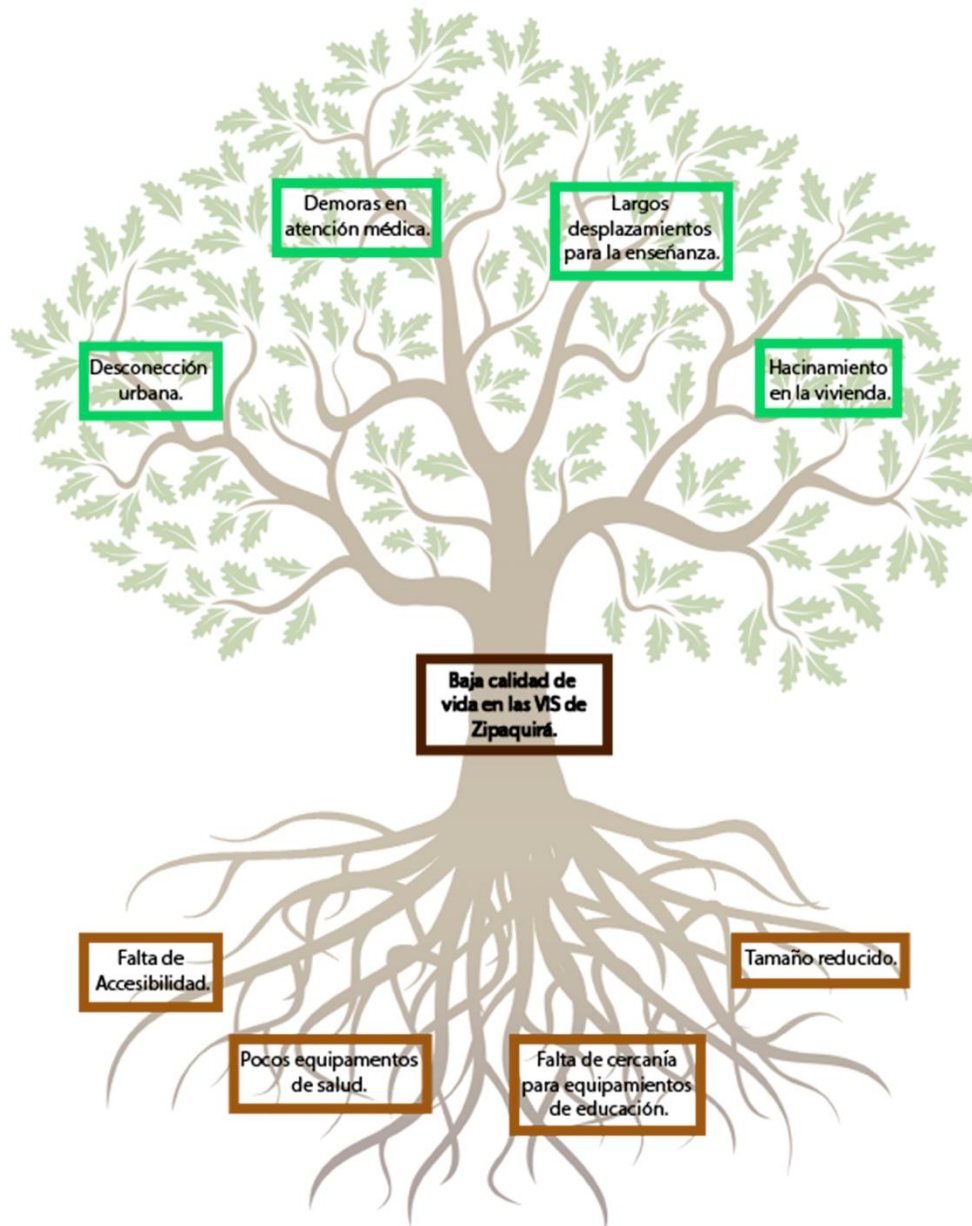 Demoras en
atención médica.
Largos
desplazamientos
para la enseñanza.
Desconección
urbana.
Hacinamiento
en la vivienda.
Baja calidad de
vida en las VIS de
Zipaquirá.
Falta de
Accesibilidad.
Tamaño reducido.
Pocos equipamentos
de salud.
Falta de cercanía
para equipamientos
de educación.